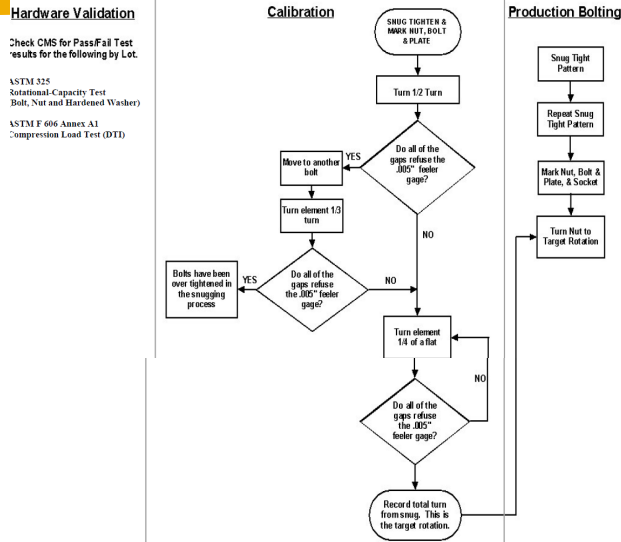 Hardware Validation
Check CMS for Pass/Fail Test
results for the following by Lot.
ASTM 325
Rotational-Capacity Test
(Bolt, Nut and Hardened Washer)
ASTM F 606 Annex A1
Compression Load Test (DTI)
Calibration
SNUG TIGHTEN &
MARK NUT, BOLT
& PLATE
Turn 1/2 Turn
Do all of the
gaps refuse the
.005" feeler
gage?
YES
Move to another
bolt
Turn element 1/3
turn
NO
Do all of the
gaps refuse
the .005" feeler
gage?
YES
Bolts have been
over tightened in
the snugging
process
NO
Turn element
1/4 of a flat
NO
Do all of the
gaps refuse
the .005"
feeler gage?
Record total turn
from snug. This is
the target rotation.
Production Bolting
Snug Tight
Pattern
Repeat Snug
Tight Pattern
Mark Nut, Bolt &
Plate, & Socket
Turn Nut to
Target Rotation